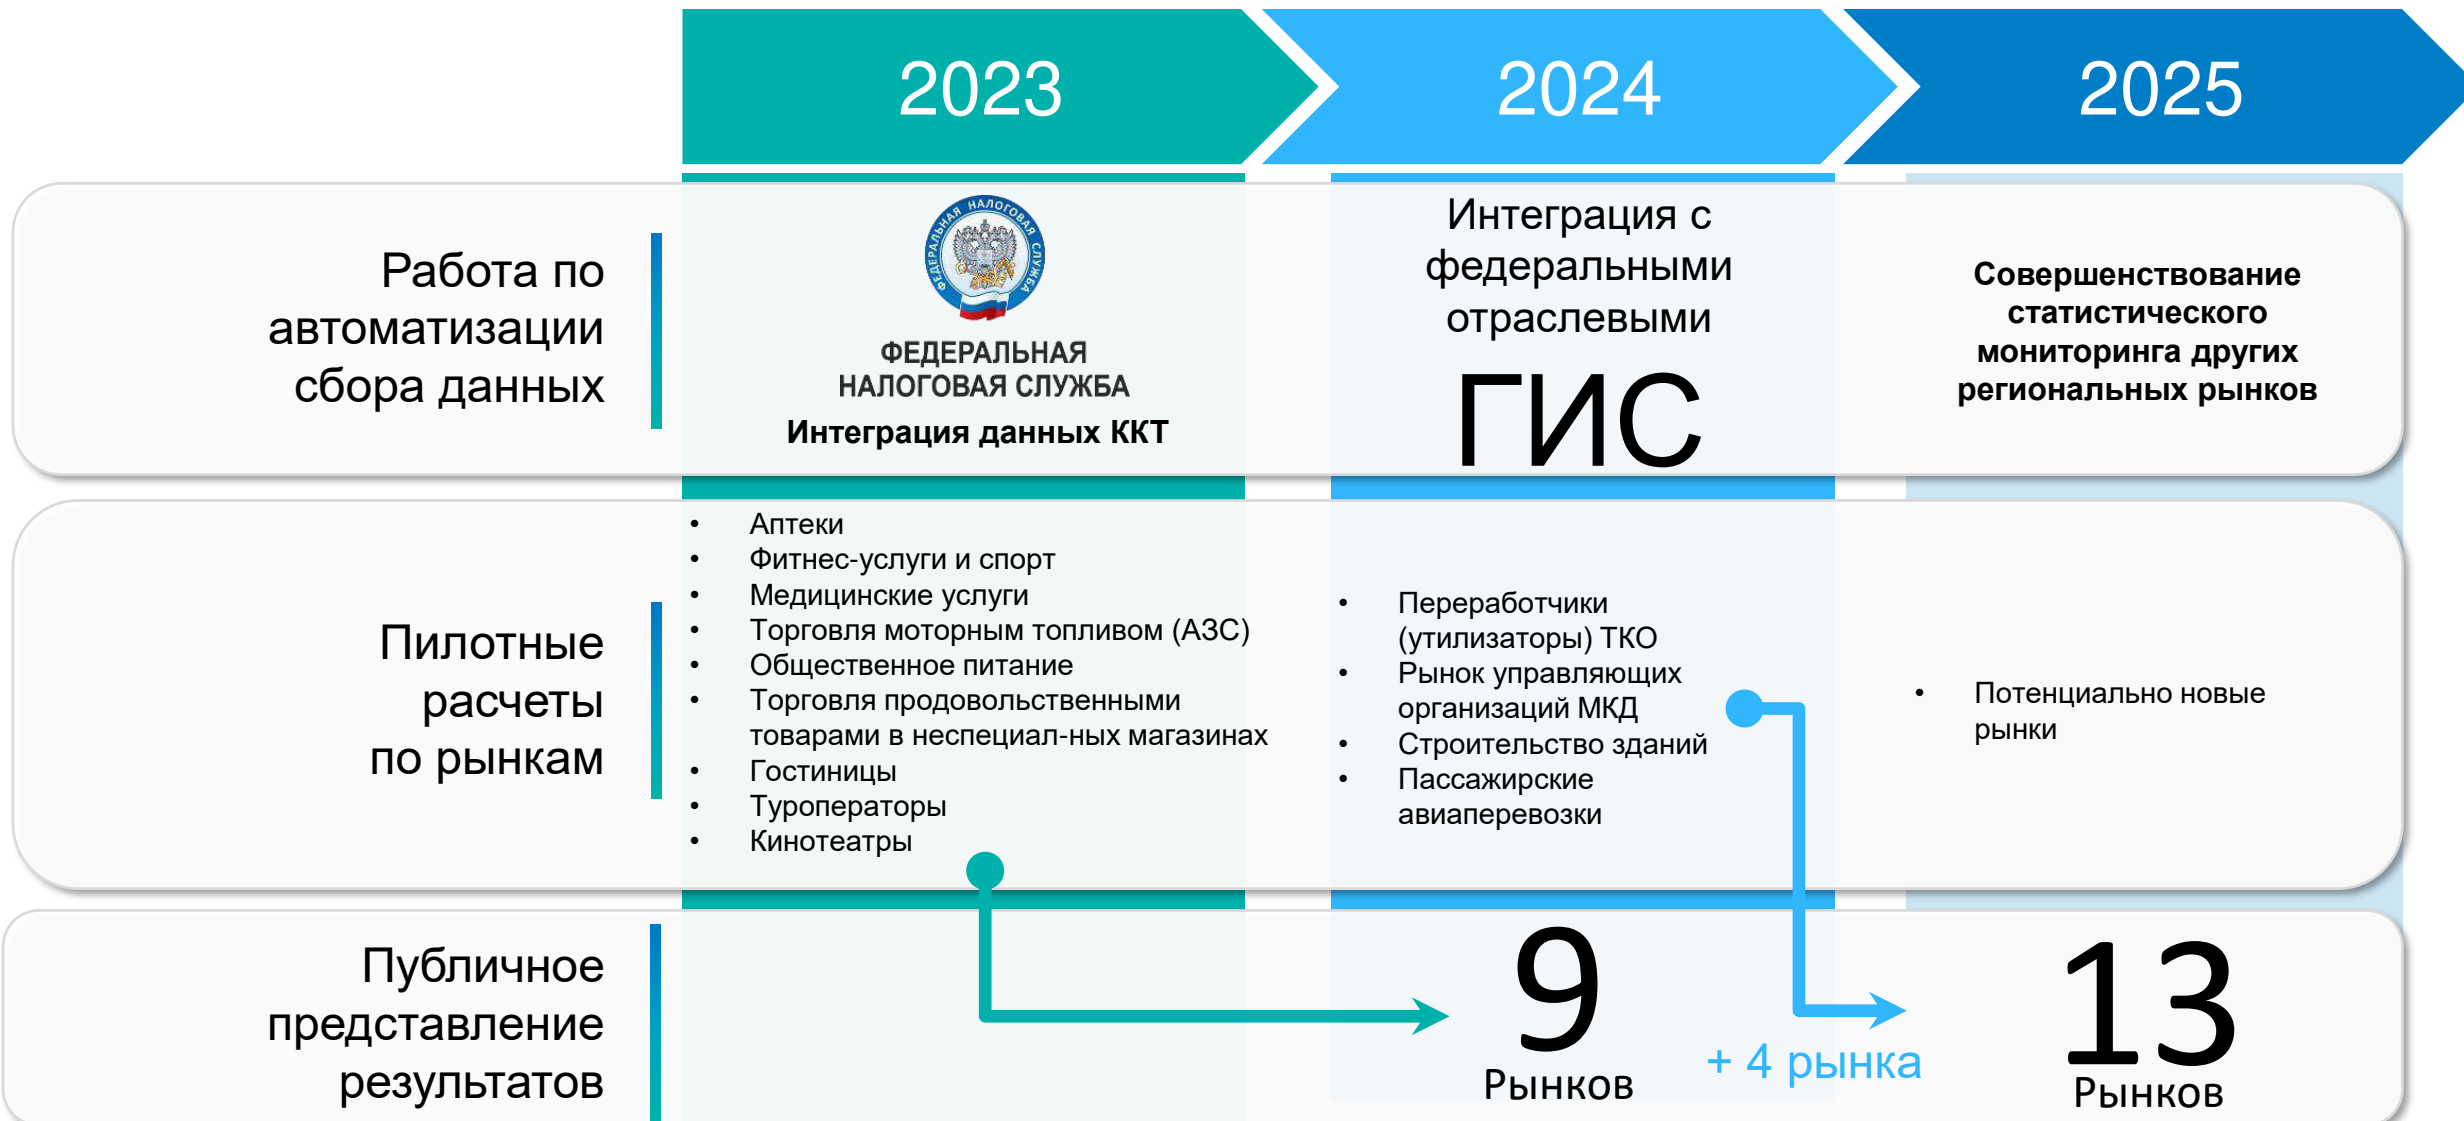 2023
2024
2025
Работа по
автоматизации
сбора данных
ФЕДЕРАЛЬНАЯ НАЛОГОВАЯ СЛУЖБА
ФЕДЕРАЛЬНАЯ
НАЛОГОВАЯ СЛУЖБА
Интеграция данных ККТ
Интеграция с
федеральными
отраслевыми
ГИС
Совершенствование
статистического
мониторинга других
региональных рынков
Пилотные
расчеты
по рынкам
• Аптеки
• Фитнес-услуги и спорт
• Медицинские услуги
• Торговля моторным топливом (АЗС)
• Общественное питание
• Торговля продовольственными
товарами в неспециал-ных магазинах
• Гостиницы
• Туроператоры
• Кинотеатры
• Переработчики
(утилизаторы) ТКО
• Рынок управляющих
организаций МКД
• Строительство зданий
• Пассажирские
авиаперевозки
• Потенциально новые
рынки
Публичное
представление
результатов
9
Рынков
+ 4 рынка
13
Рынков